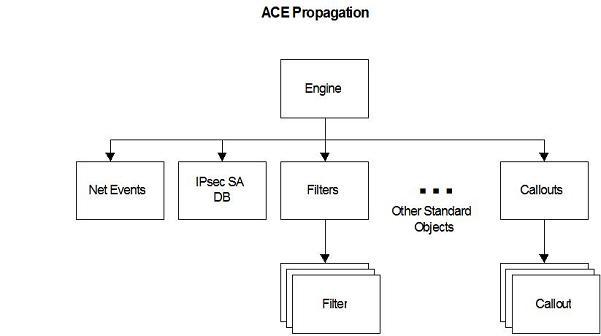 ACE Propagation
Engine
Net Events
IPsec SA
DB
Filters
Other Standard
Objects
Callouts
Filter
Callout